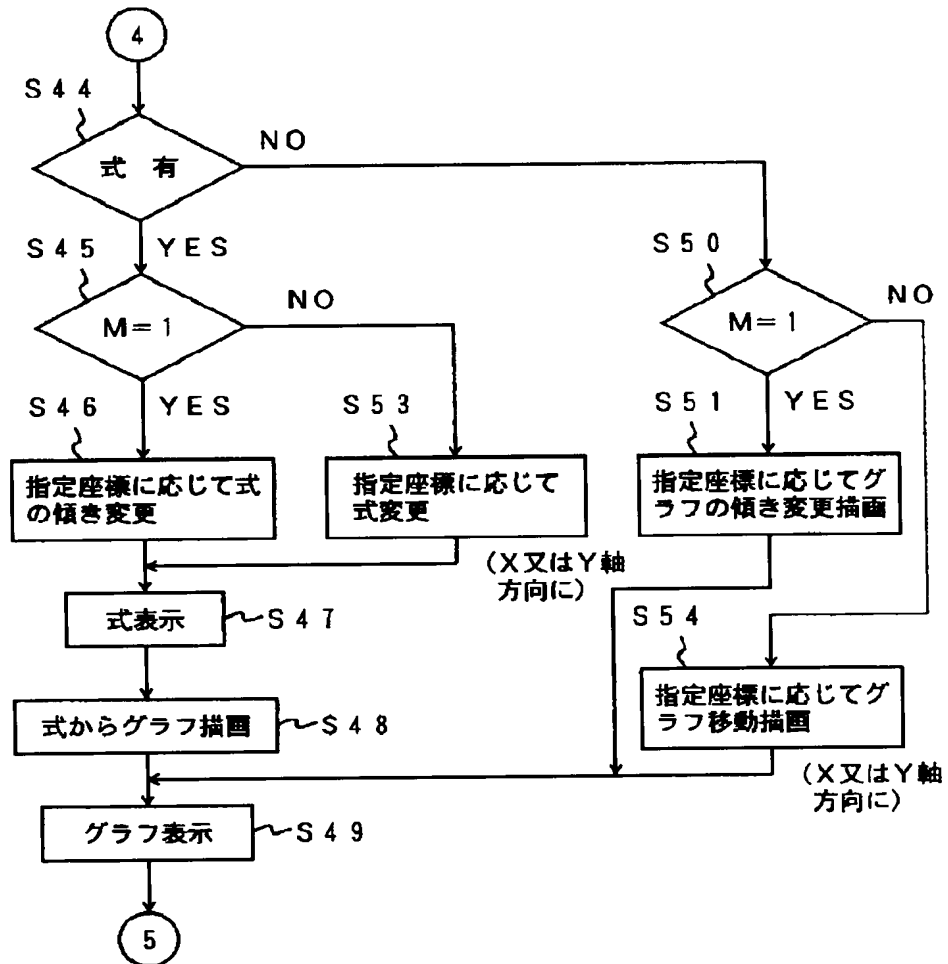 4
S44
式 有
NO
YES
S45
M=1
NO
S50
M=1
NO
S46
YES
S53
S51
YES
指定座標に応じて式
の傾き変更
指定座標に応じて
式変更
指定座標に応じてグ
ラフの傾き変更描画
(X又はY軸
方向に)
式表示
S47
S54
指定座標に応じてグ
ラフ移動描画
式からグラフ描画
S48
(X又はY軸
方向に)
グラフ表示
S49
5